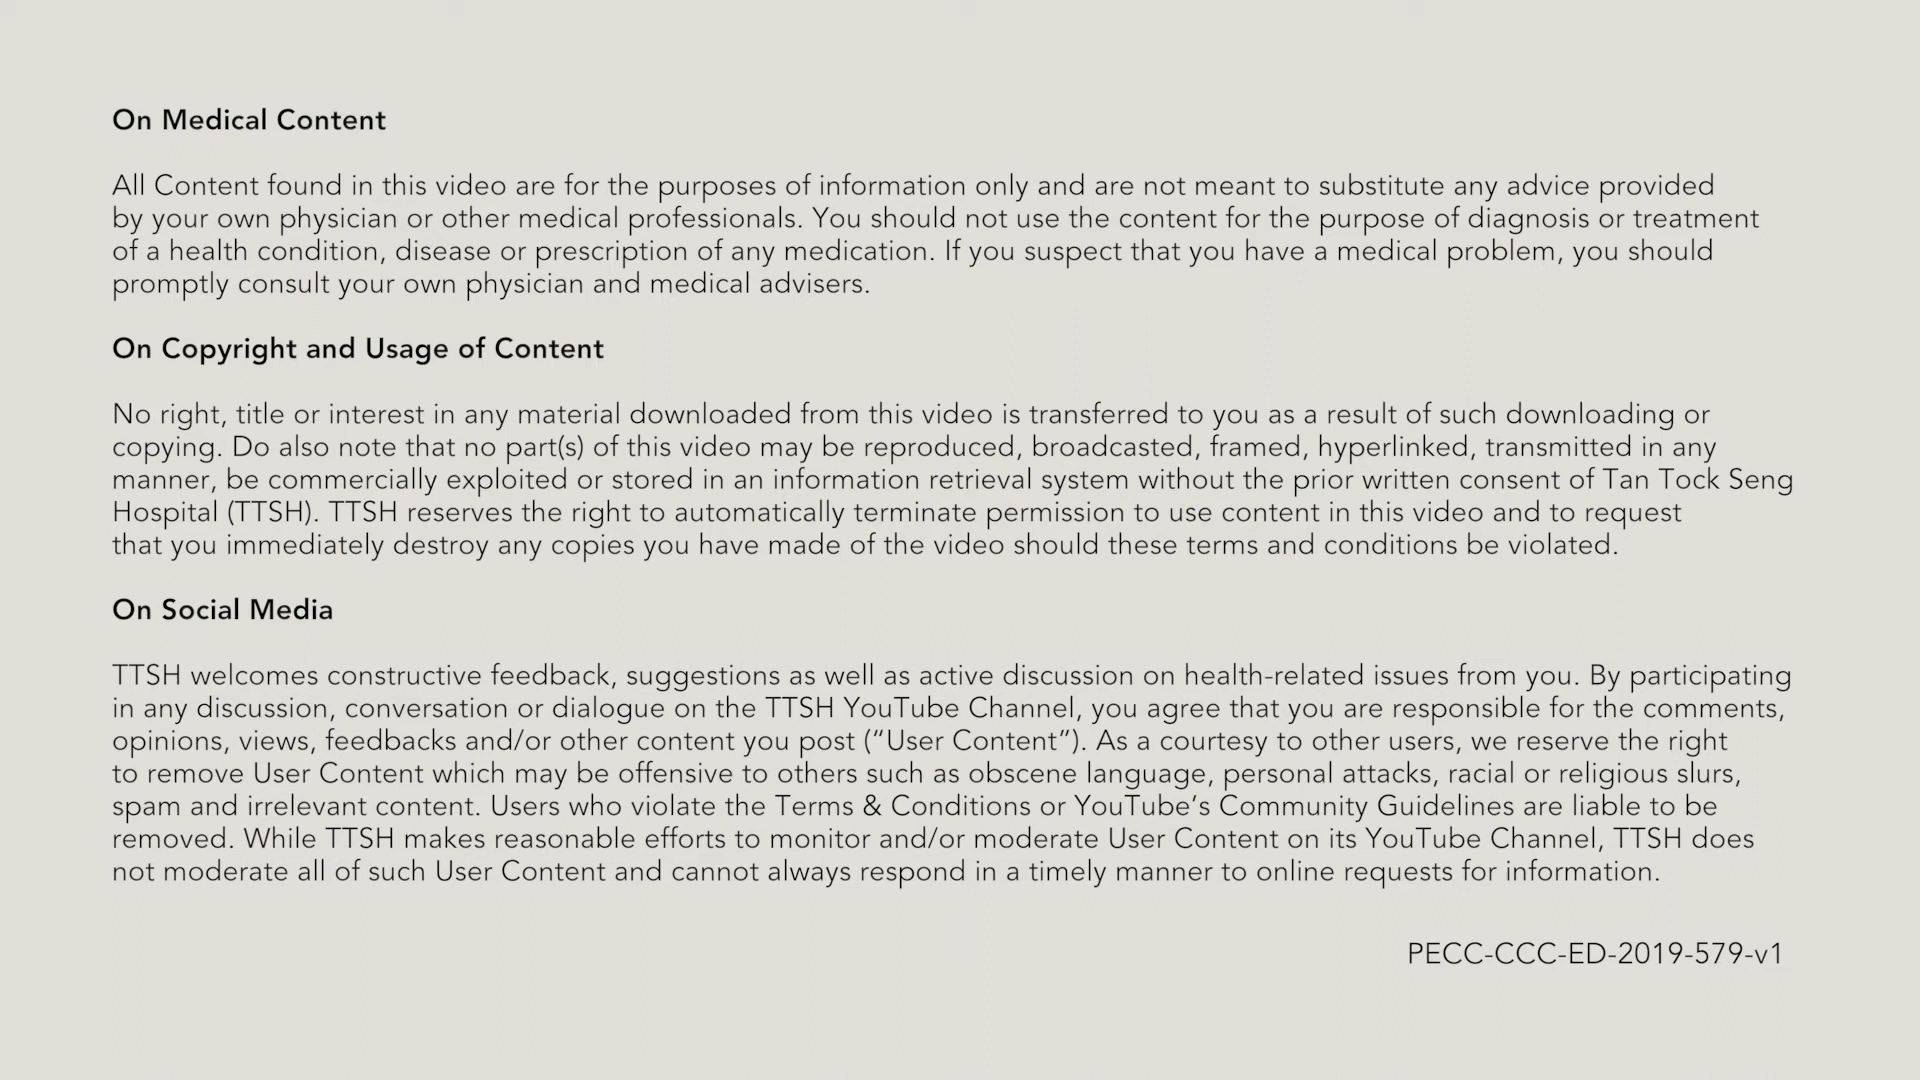 On Medical Content
All Content found in this video are for the purposes of information only and are not meant to substitute any advice provided
by your own physician or other medical professionals. You should not use the content for the purpose of diagnosis or treatment
of a health condition, disease or prescription of any medication. If you suspect that you have a medical problem, you should
promptly consult your own physician and medical advisers.
On Copyright and Usage of Content
No right, title or interest in any material downloaded from this video is transferred to you as a result of such downloading or
copying. Do also note that no part(s) of this video may be reproduced, broadcasted, framed, hyperlinked, transmitted in any
manner, be commercially exploited or stored in an information retrieval system without the prior written consent of Tan Tock Seng
Hospital (TTSH). TTSH reserves the right to automatically terminate permission to use content in this video and to request
that you immediately destroy any copies you have made of the video should these terms and conditions be violated.
On Social Media
TTSH welcomes constructive feedback, suggestions as well as active discussion on health-related issues from you. By participating
in any discussion, conversation or dialogue on the TTSH YouTube Channel, you agree that you are responsible for the comments,
opinions, views, feedbacks and/or other content you post (“User Content”). As a courtesy to other users, we reserve the right
to remove User Content which may be offensive to others such as obscene language, personal attacks, racial or religious slurs,
spam and irrelevant content. Users who violate the Terms & Conditions or YouTube’s Community Guidelines are liable to be
removed. While TTSH makes reasonable efforts to monitor and/or moderate User Content on its YouTube Channel, TTSH does
not moderate all of such User Content and cannot always respond in a timely manner to online requests for information.
PECC-CCC-ED-2019-579-v1